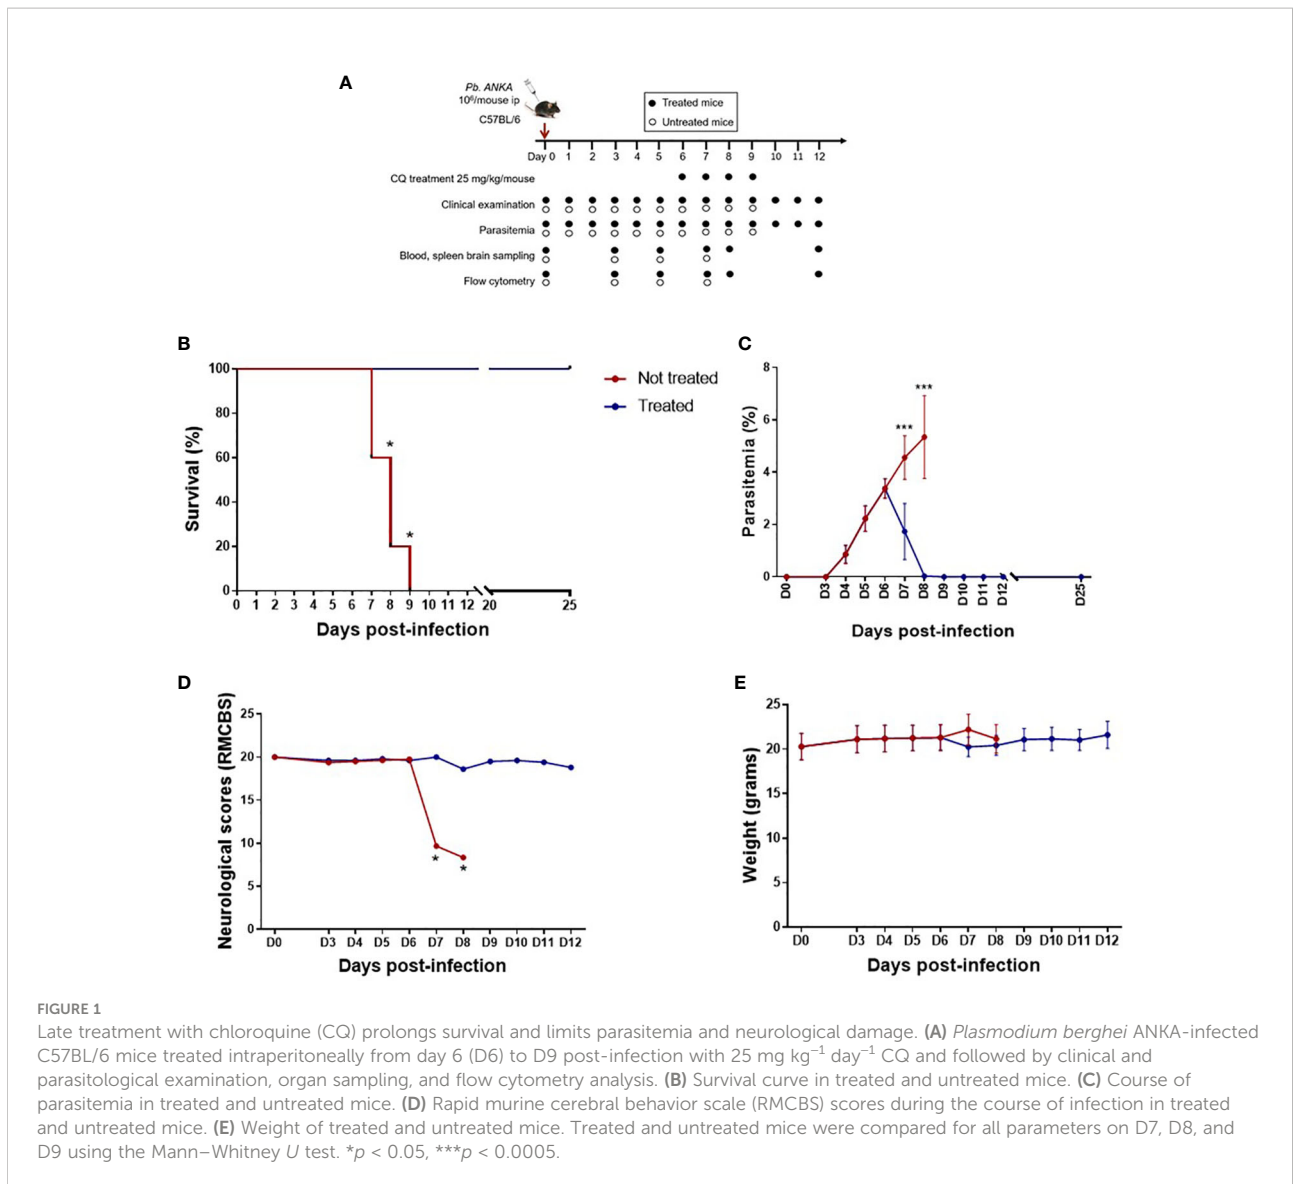 A
Pb. ANKA
10⁶/mouse ip
C57BL/6
Treated mice
Untreated mice
Day 0 1 2 3 4 5 6 7 8 9 10 11 12
CQ treatment 25 mg/kg/mouse
Clinical examination
Parasitemia
Blood, spleen brain sampling
Flow cytometry
B
Survival (%)
100
80
60
40
20
0
*
*
0 1 2 3 4 5 6 7 8 9 10 11 12 20 25
Days post-infection
Not treated
Treated
C
Parasitemia (%)
8
6
4
2
0
***
***
D0 D3 D4 D5 D6 D7 D8 D9 D10 D11 D12 D25
Days post-infection
D
Neurological scores (RMCBS)
25
20
15
10
5
0
*
*
D0 D3 D4 D5 D6 D7 D8 D9 D10 D11 D12
Days post-infection
E
Weight (grams)
25
20
15
10
5
0
D0 D3 D4 D5 D6 D7 D8 D9 D10 D11 D12
Days post-infection
FIGURE 1
Late treatment with chloroquine (CQ) prolongs survival and limits parasitemia and neurological damage. (A) Plasmodium berghei ANKA-infected
C57BL/6 mice treated intraperitoneally from day 6 (D6) to D9 post-infection with 25 mg kg⁻¹ day⁻¹ CQ and followed by clinical and
parasitological examination, organ sampling, and flow cytometry analysis. (B) Survival curve in treated and untreated mice. (C) Course of
parasitemia in treated and untreated mice. (D) Rapid murine cerebral behavior scale (RMCBS) scores during the course of infection in treated
and untreated mice. (E) Weight of treated and untreated mice. Treated and untreated mice were compared for all parameters on D7, D8, and
D9 using the Mann–Whitney U test. *p < 0.05, ***p < 0.0005.